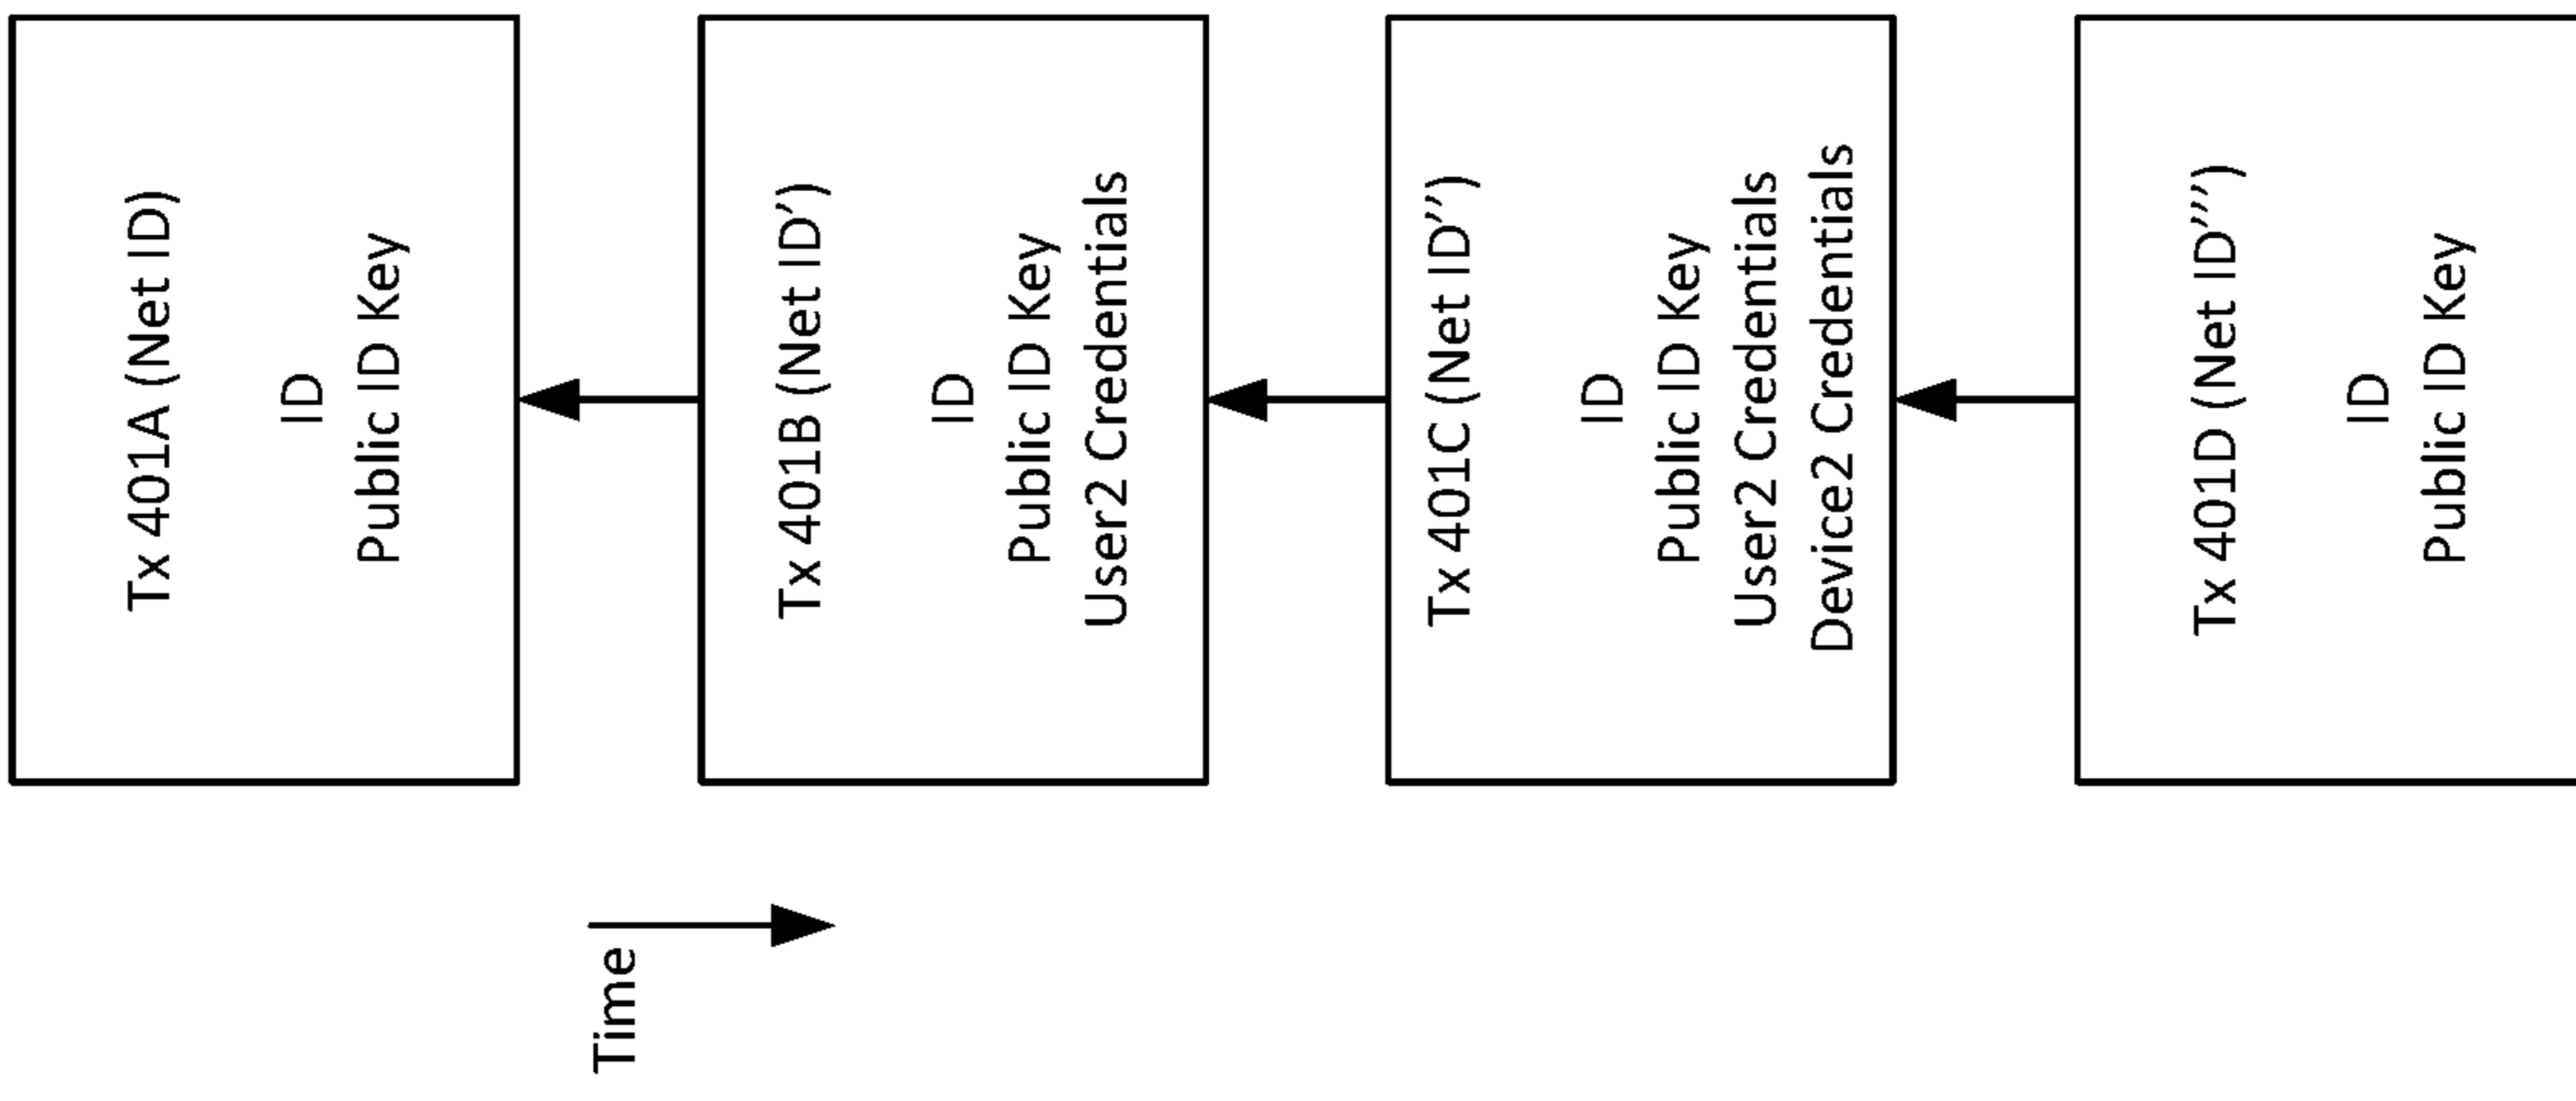 Tx 401A (Net ID)
ID
Public ID Key
Time
Tx 401B (Net ID′)
ID
Public ID Key
User2 Credentials
Tx 401C (Net ID′′)
ID
Public ID Key
User2 Credentials
Device2 Credentials
Tx 401D (Net ID′′′)
ID
Public ID Key